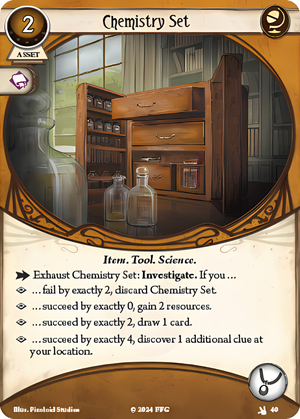 Chemistry Set
2
ASSET
Item. Tool. Science.
Exhaust Chemistry Set: Investigate. If you ...
...fail by exactly 2, discard Chemistry Set.
...succeed by exactly 0, gain 2 resources.
...succeed by exactly 2, draw 1 card.
...succeed by exactly 4, discover 1 additional clue at
your location.
Illus. Pixoloid Studios
© 2024 FFG
40